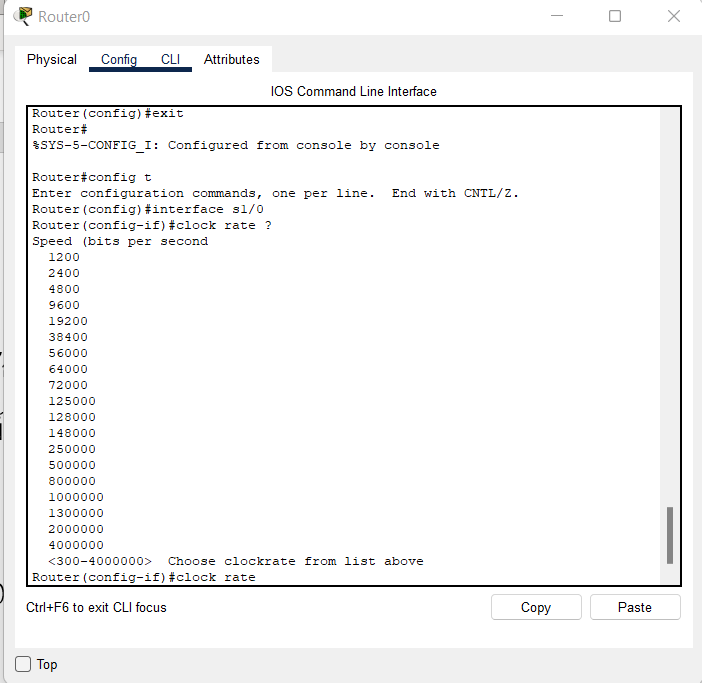 Router0
Physical Config CLI Attributes
IOS Command Line Interface
Router(config)#exit
Router#
%SYS-5-CONFIG_I: Configured from console by console
Router#config t
Enter configuration commands, one per line.  End with CNTL/Z.
Router(config)#interface s1/0
Router(config-if)#clock rate ?
Speed (bits per second
  1200
  2400
  4800
  9600
  19200
  38400
  56000
  64000
  72000
  125000
  128000
  148000
  250000
  500000
  800000
  1000000
  1300000
  2000000
  4000000
  <300-4000000>  Choose clockrate from list above
Router(config-if)#clock rate
Ctrl+F6 to exit CLI focus
Copy Paste
Top